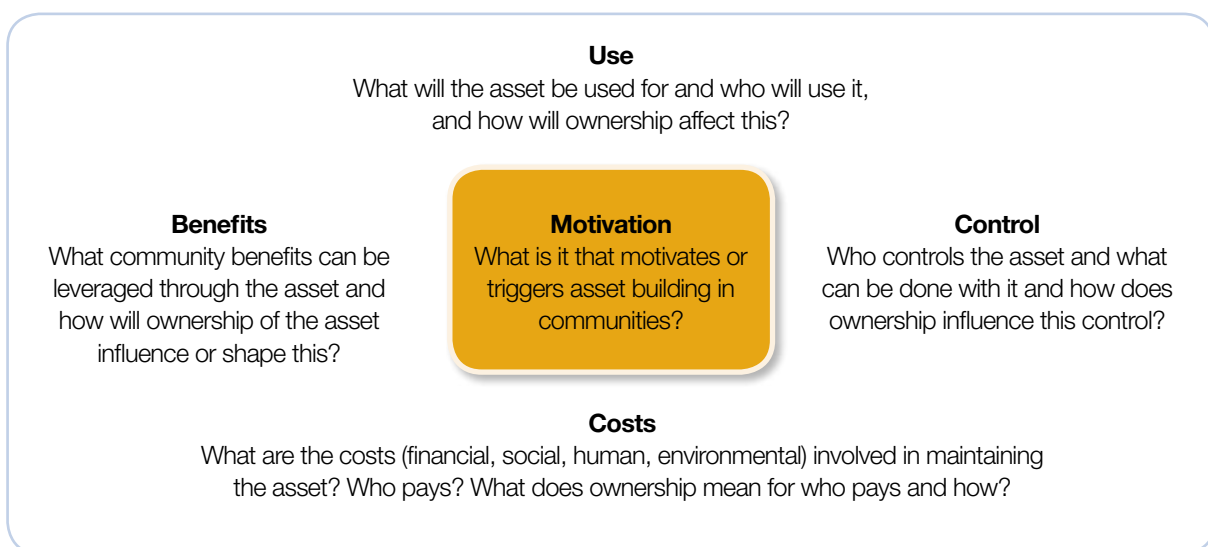 Use
What will the asset be used for and who will use it,
and how will ownership affect this?
Benefits
What community benefits can be
leveraged through the asset and
how will ownership of the asset
influence or shape this?
Motivation
What is it that motivates or
triggers asset building in
communities?
Control
Who controls the asset and what
can be done with it and how does
ownership influence this control?
Costs
What are the costs (financial, social, human, environmental) involved in maintaining
the asset? Who pays? What does ownership mean for who pays and how?